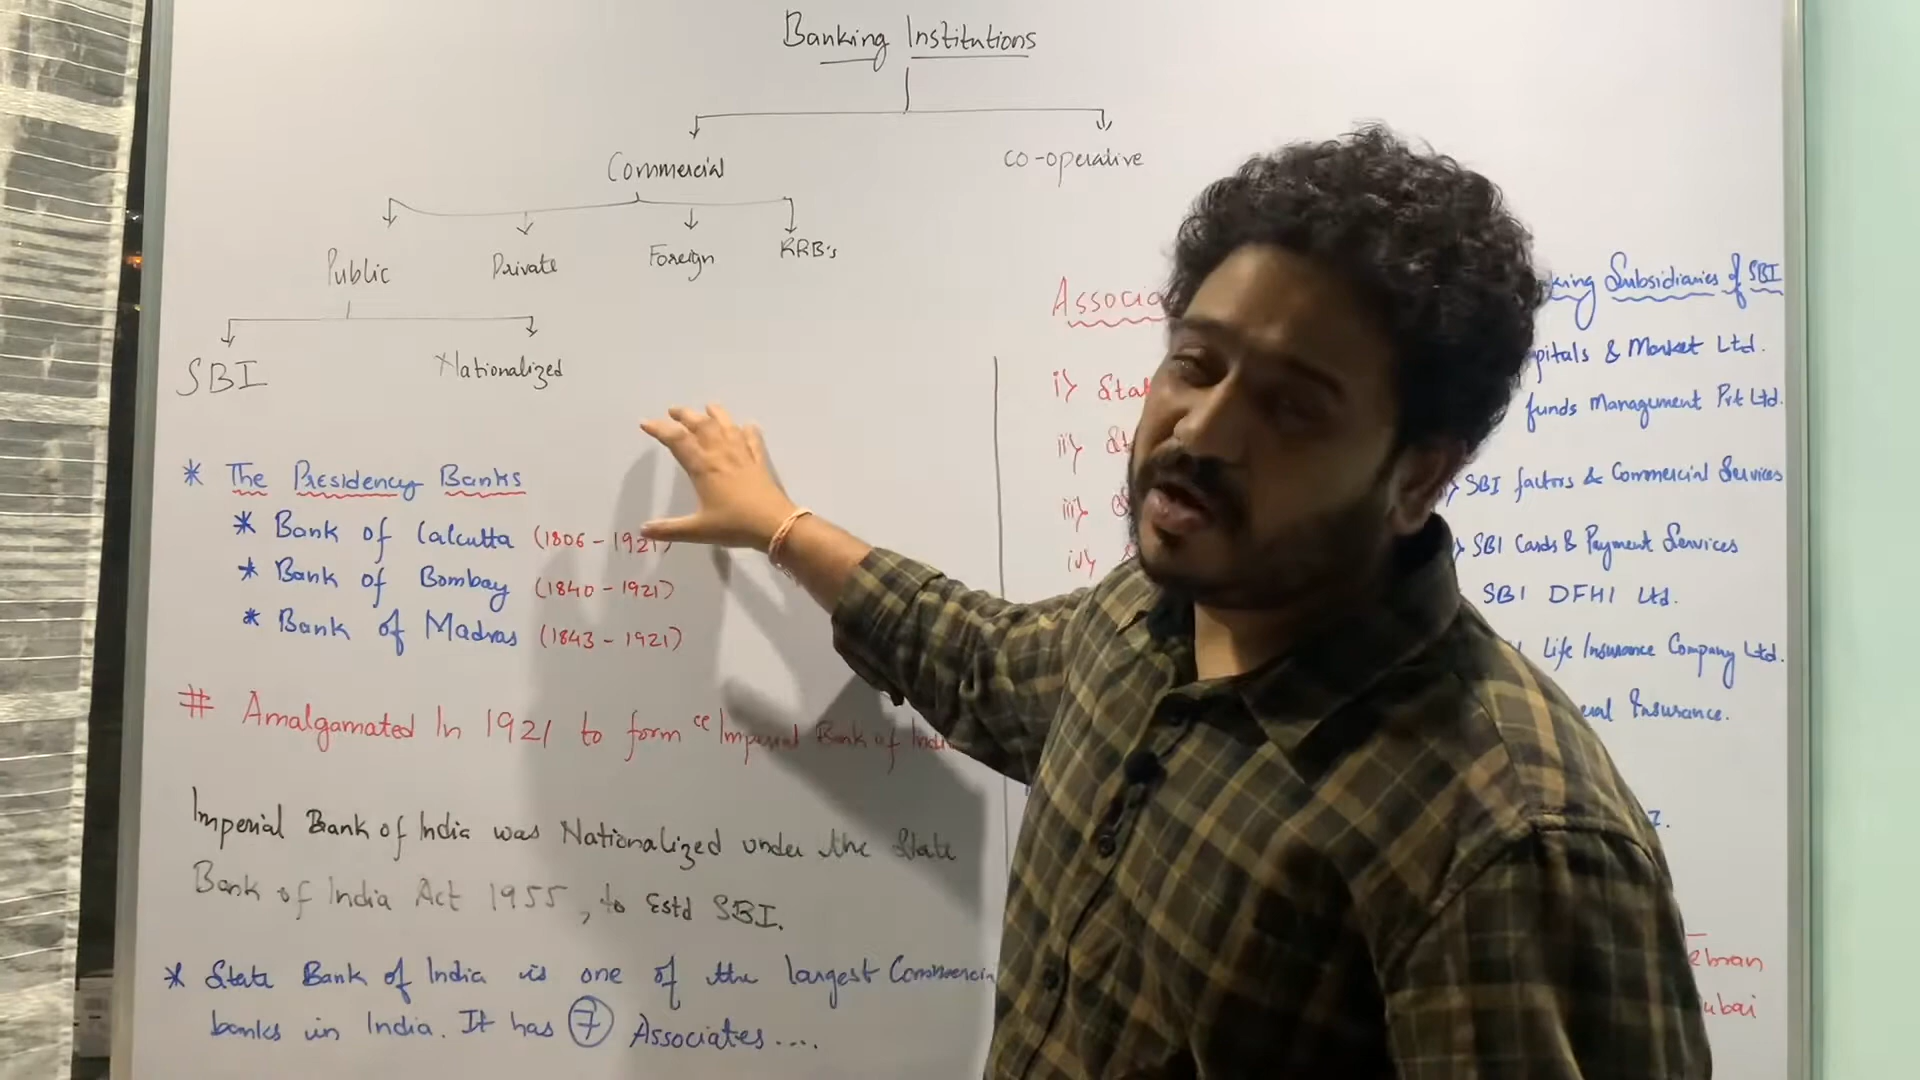 Banking Institutions
Commercial
co-operative
Public
Private
Foreign
RRB's
SBI
Nationalized
* The Presidency Banks
* Bank of Calcutta (1806 - 1921)
* Bank of Bombay (1840 - 1921)
* Bank of Madras (1843 - 1921)
# Amalgamated In 1921 to form "Imperial Bank of India
Imperial Bank of India was Nationalized under the State
Bank of India Act 1955, to Estd SBI.
* State Bank of India is one of the largest Commercia
banks in India. It has 7 Associates....
Associa
i)
ii)
iii)
iv)
king Subsidiaries of SBI
pitals & Market Ltd.
funds Management Pvt Ltd.
SBI factors & Commercial Services
SBI Cards & Payment Services
SBI DFHI Ltd.
Life Insurance Company Ltd.
Insurance.
7.
ubai